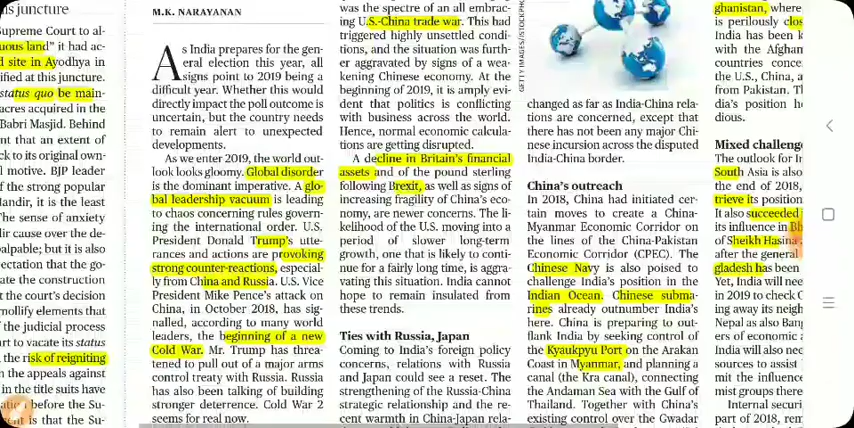 ns juncture
Supreme Court to al-
uous land" it had ac-
d site in Ayodhya in
ified at this juncture.
status quo be main-
acres acquired in the
Babri Masjid. Behind
nt that an extent of
ck to its original own-
l motive. BJP leader
f the strong popular
Mandir, it is the least
The sense of anxiety
ir cause over the de-
palpable; but it is also
ectation that the go-
ate the construction
t the court's decision
mollify elements that
f the judicial process
rt to vacate its status
the risk of reigniting
n the appeals against
in the title suits have
before the Su-
ent is that the Su-
M.K. NARAYANAN
As India prepares for the gen-
eral election this year, all
signs point to 2019 being a
difficult year. Whether this would
directly impact the poll outcome is
uncertain, but the country needs
to remain alert to unexpected
developments.
As we enter 2019, the world out-
look looks gloomy. Global disorder
is the dominant imperative. A glo-
bal leadership vacuum is leading
to chaos concerning rules govern-
ing the international order. U.S.
President Donald Trump's utte-
rances and actions are provoking
strong counter-reactions, especial-
ly from China and Russia. U.S. Vice
President Mike Pence's attack on
China, in October 2018, has sig-
nalled, according to many world
leaders, the beginning of a new
Cold War. Mr. Trump has threa-
tened to pull out of a major arms
control treaty with Russia. Russia
has also been talking of building
stronger deterrence. Cold War 2
seems for real now.
was the spectre of an all embrac-
ing U.S-China trade war. This had
triggered highly unsettled condi-
tions, and the situation was furth-
er aggravated by signs of a wea-
kening Chinese economy. At the
beginning of 2019, it is amply evi-
dent that politics is conflicting
with business across the world.
Hence, normal economic calcula-
tions are getting disrupted.
A decline in Britain's financial
assets and of the pound sterling
following Brexit, as well as signs of
increasing fragility of China's eco-
nomy, are newer concerns. The li-
kelihood of the U.S. moving into a
period of slower long-term
growth, one that is likely to conti-
nue for a fairly long time, is aggra-
vating this situation. India cannot
hope to remain insulated from
these trends.
Ties with Russia, Japan
Coming to India's foreign policy
concerns, relations with Russia
and Japan could see a reset. The
strengthening of the Russia-China
strategic relationship and the re-
cent warmth in China-Japan rela-
GETTY IMAGES/ISTOCKPHO
changed as far as India-China rela-
tions are concerned, except that
there has not been any major Chi-
nese incursion across the disputed
India-China border.
China's outreach
In 2018, China had initiated cer-
tain moves to create a China-
Myanmar Economic Corridor on
the lines of the China-Pakistan
Economic Corridor (CPEC). The
Chinese Navy is also poised to
challenge India's position in the
Indian Ocean. Chinese subma-
rines already outnumber India's
here. China is preparing to out-
flank India by seeking control of
the Kyaukpyu Port on the Arakan
Coast in Myanmar, and planning a
canal (the Kra canal), connecting
the Andaman Sea with the Gulf of
Thailand. Together with China's
existing control over the Gwadar
ghanistan, where
is perilously clos
India has been k
with the Afghan
countries conce
the U.S., China, a
from Pakistan. T
dia's position h
dious.
Mixed challenge
The outlook for In
South Asia is also
the end of 2018,
trieve its position
It also succeeded
its influence in Bh
of Sheikh Hasina a
after the general
gladesh has been
Yet, India will need
in 2019 to check C
ing away its neigh
Nepal as also Bang
ers of economic a
India will also nee
sources to assist
mit the influence
mist groups there
Internal securi
part of 2018, rem